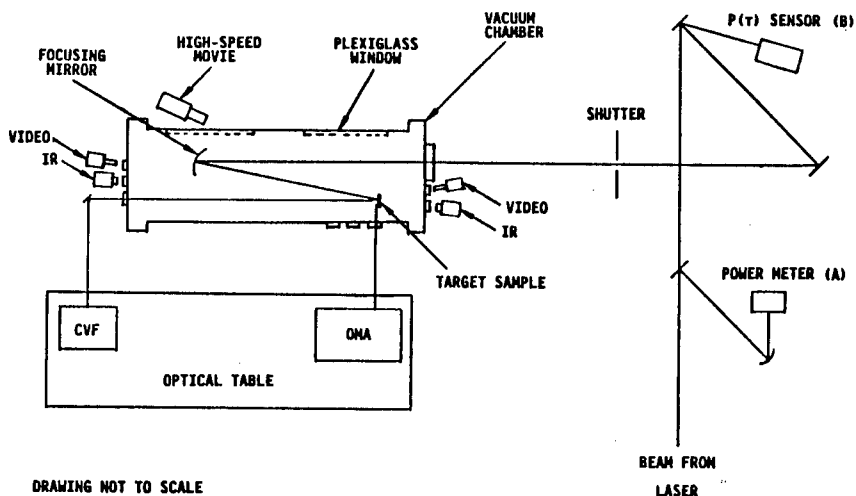 VACUUM
CHAMBER
P(T) SENSOR (B)
HIGH-SPEED
MOVIE
PLEXIGLASS
WINDOW
FOCUSING
MIRROR
SHUTTER
VIDEO
IR
VIDEO
IR
TARGET SAMPLE
POWER METER (A)
CVF
OMA
OPTICAL TABLE
BEAM FROM
LASER
DRAWING NOT TO SCALE